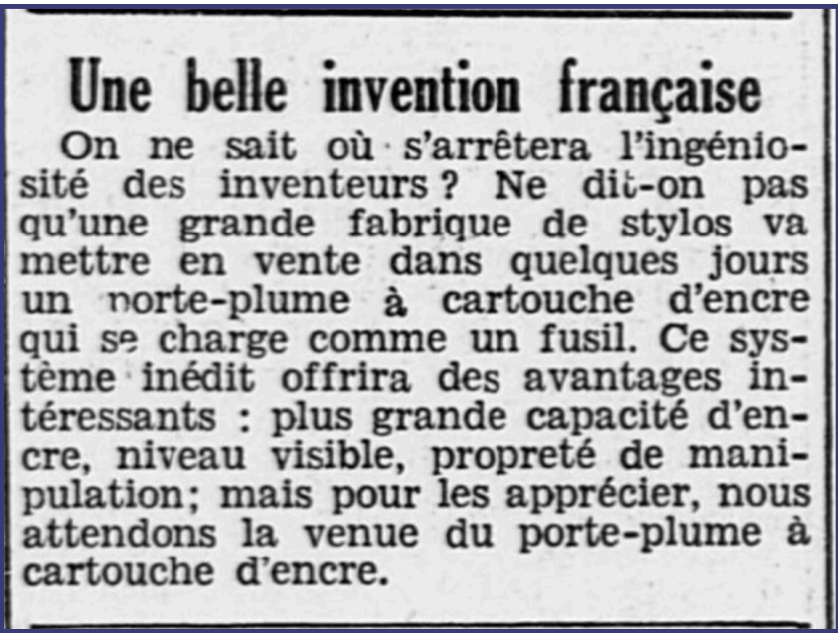 Une belle invention française
On ne sait où s'arrêtera l'ingénio-
sité des inventeurs ? Ne dit-on pas
qu'une grande fabrique de stylos va
mettre en vente dans quelques jours
un porte-plume à cartouche d'encre
qui se charge comme un fusil. Ce sys-
tème inédit offrira des avantages in-
téressants : plus grande capacité d'en-
cre, niveau visible, propreté de mani-
pulation; mais pour les apprécier, nous
attendons la venue du porte-plume à
cartouche d'encre.